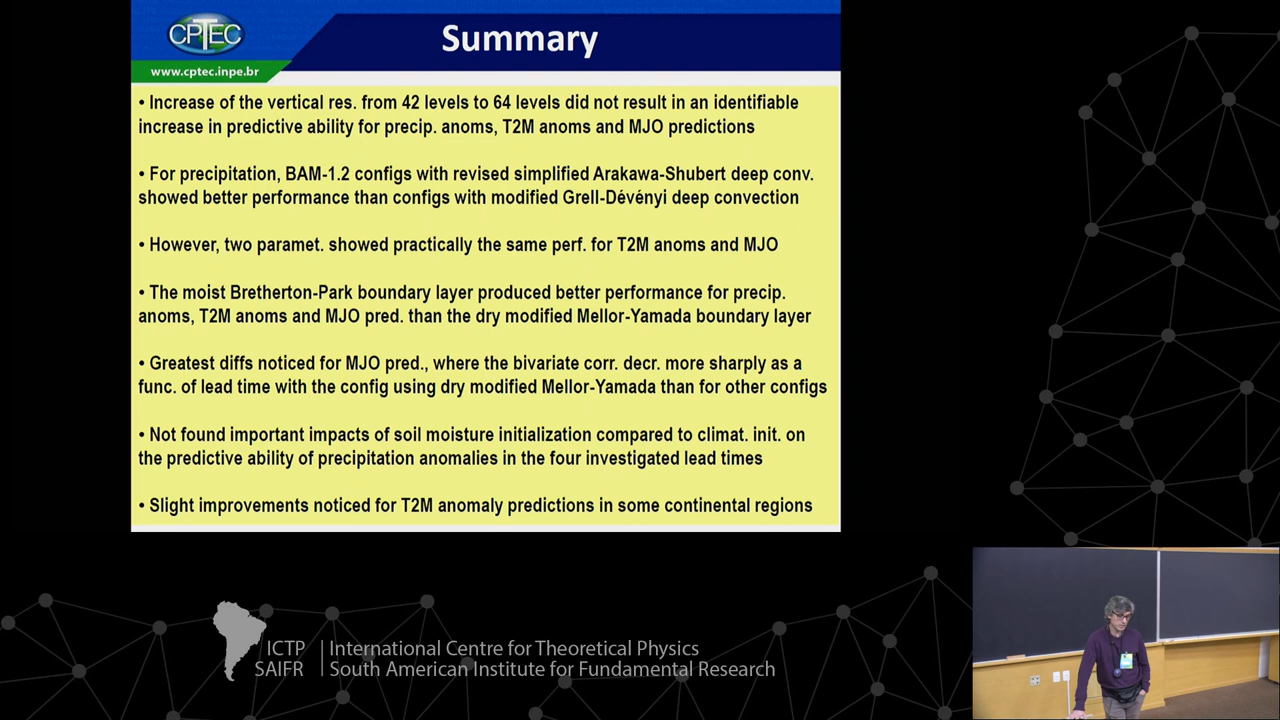 CPTEC
www.cptec.inpe.br
Summary
• Increase of the vertical res. from 42 levels to 64 levels did not result in an identifiable
increase in predictive ability for precip. anoms, T2M anoms and MJO predictions
• For precipitation, BAM-1.2 configs with revised simplified Arakawa-Shubert deep conv.
showed better performance than configs with modified Grell-Dévényi deep convection
• However, two paramet. showed practically the same perf. for T2M anoms and MJO
• The moist Bretherton-Park boundary layer produced better performance for precip.
anoms, T2M anoms and MJO pred. than the dry modified Mellor-Yamada boundary layer
• Greatest diffs noticed for MJO pred., where the bivariate corr. decr. more sharply as a
func. of lead time with the config using dry modified Mellor-Yamada than for other configs
• Not found important impacts of soil moisture initialization compared to climat. init. on
the predictive ability of precipitation anomalies in the four investigated lead times
• Slight improvements noticed for T2M anomaly predictions in some continental regions
ICTP
SAIFR
International Centre for Theoretical Physics
South American Institute for Fundamental Research